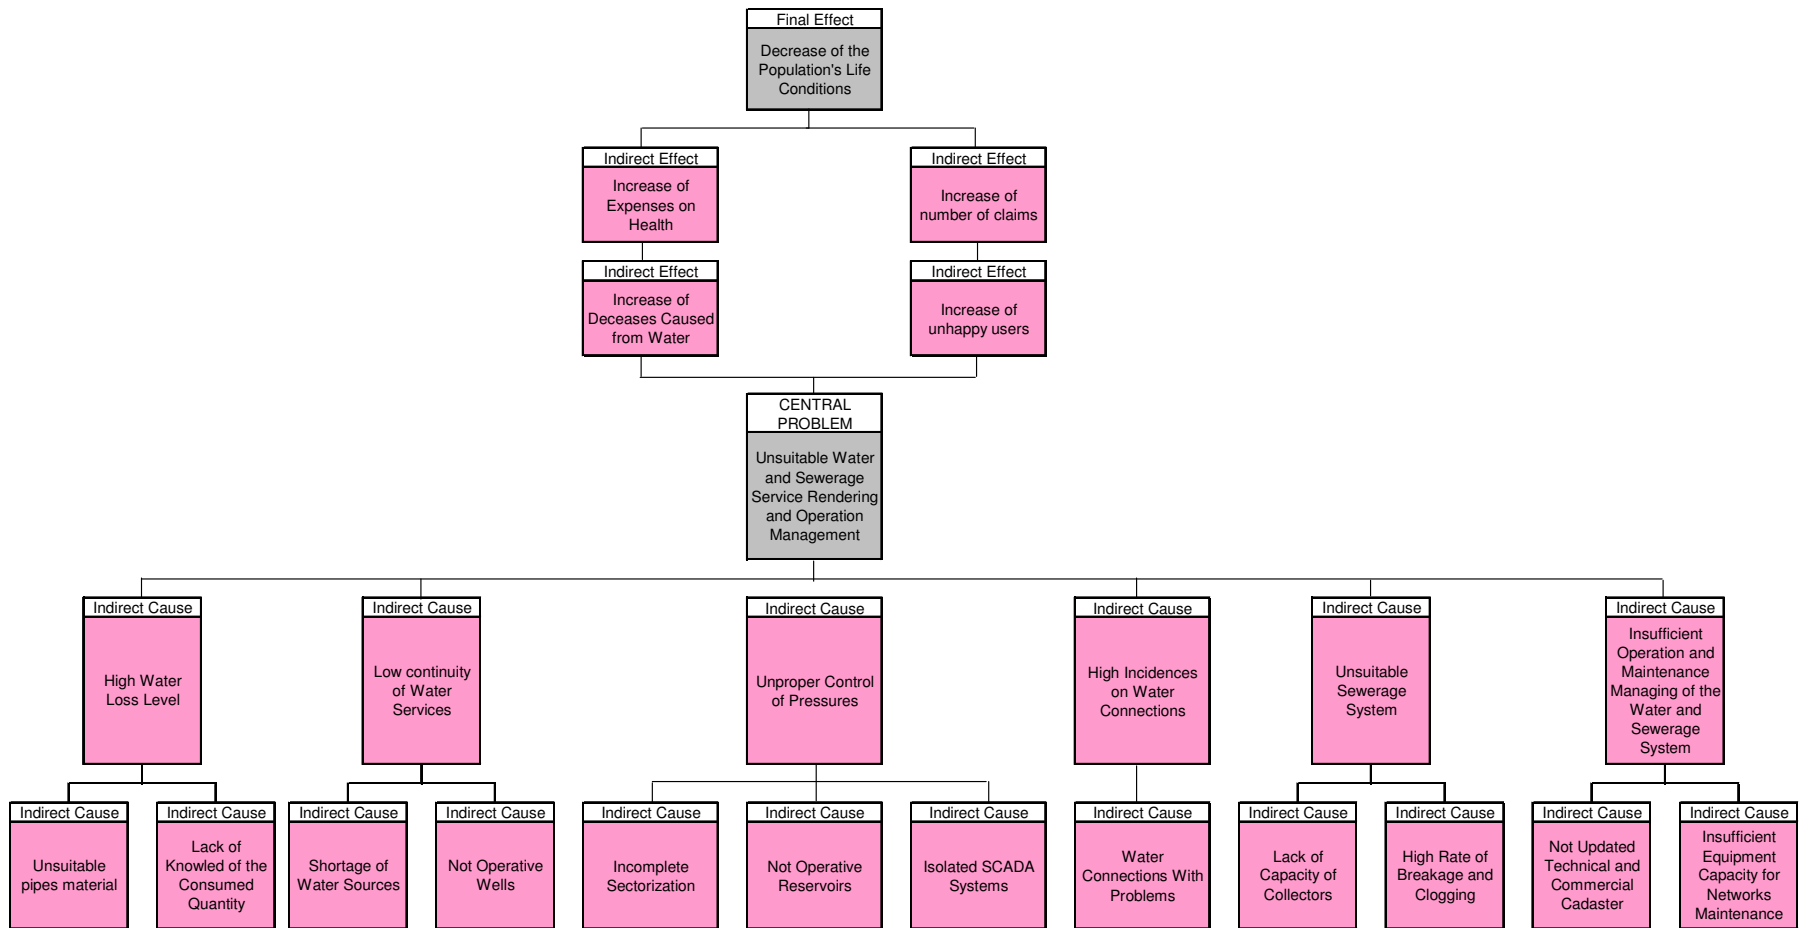 Final Effect
Decrease of the
Population's Life
Conditions
Indirect Effect
Increase of
Expenses on
Health
Indirect Effect
Increase of
number of claims
Indirect Effect
Increase of
Deceases Caused
from Water
Indirect Effect
Increase of
unhappy users
CENTRAL
PROBLEM
Unsuitable Water
and Sewerage
Service Rendering
and Operation
Management
Indirect Cause
High Water
Loss Level
Indirect Cause
Low continuity
of Water
Services
Indirect Cause
Unproper Control
of Pressures
Indirect Cause
High Incidences
on Water
Connections
Indirect Cause
Unsuitable
Sewerage
System
Indirect Cause
Insufficient
Operation and
Maintenance
Managing of the
Water and
Sewerage
System
Indirect Cause
Unsuitable
pipes material
Indirect Cause
Lack of
Knowled of the
Consumed
Quantity
Indirect Cause
Shortage of
Water Sources
Indirect Cause
Not Operative
Wells
Indirect Cause
Incomplete
Sectorization
Indirect Cause
Not Operative
Reservoirs
Indirect Cause
Isolated SCADA
Systems
Indirect Cause
Water
Connections With
Problems
Indirect Cause
Lack of
Capacity of
Collectors
Indirect Cause
High Rate of
Breakage and
Clogging
Indirect Cause
Not Updated
Technical and
Commercial
Cadaster
Indirect Cause
Insufficient
Equipment
Capacity for
Networks
Maintenance